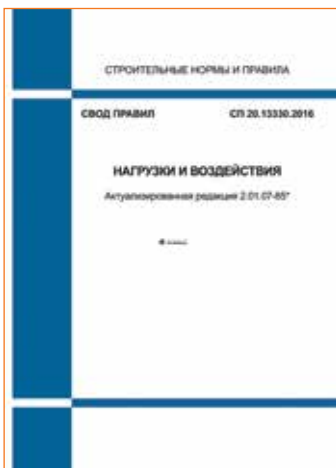 СТРОИТЕЛЬНЫЕ НОРМЫ И ПРАВИЛА
СВОД ПРАВИЛ СП 20.13330.2016
НАГРУЗКИ И ВОЗДЕЙСТВИЯ
Актуализированная редакция 2.01.07-85*